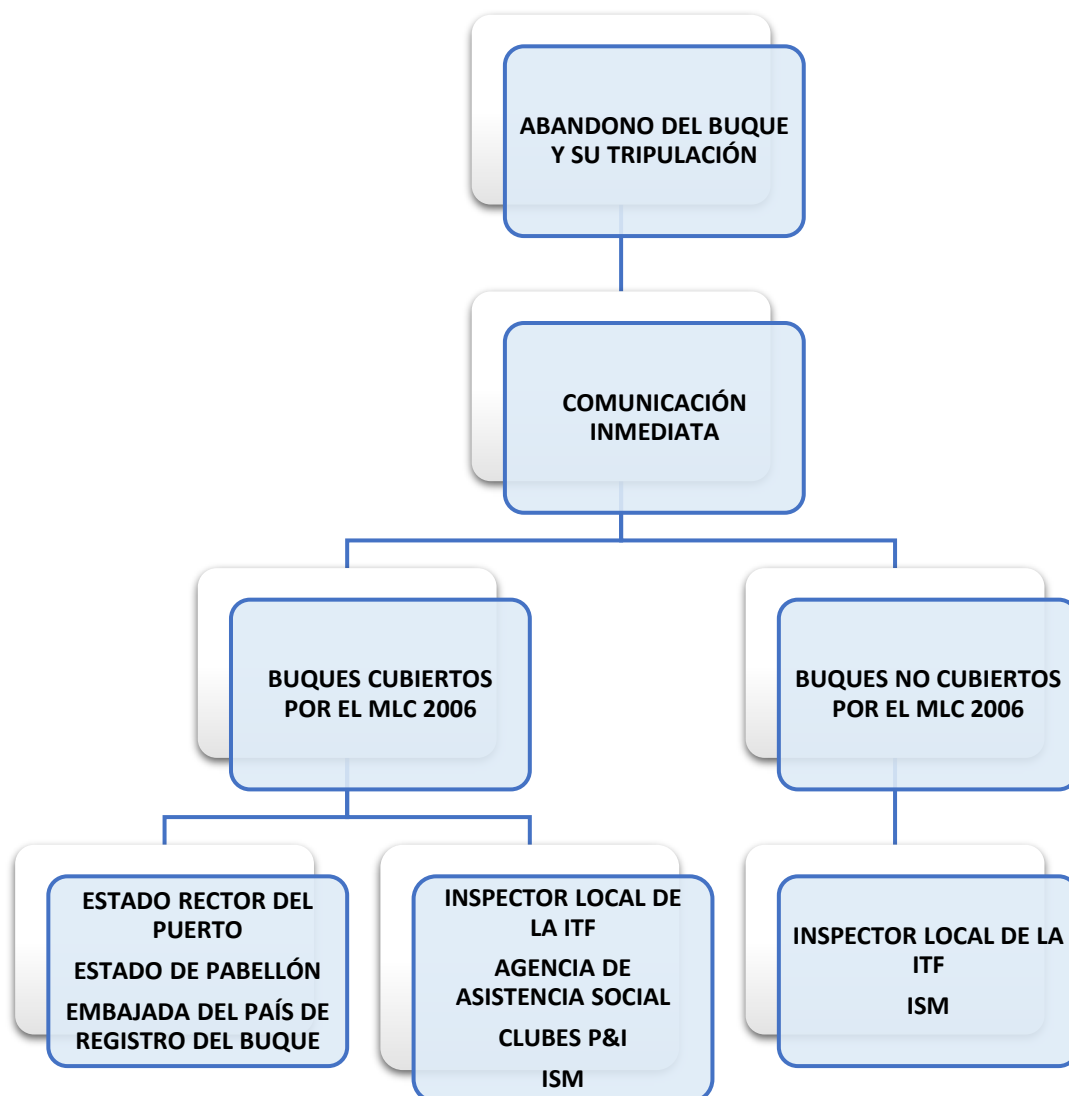 ABANDONO DEL BUQUE
Y SU TRIPULACIÓN
COMUNICACIÓN
INMEDIATA
BUQUES CUBIERTOS
POR EL MLC 2006
BUQUES NO CUBIERTOS
POR EL MLC 2006
ESTADO RECTOR DEL
PUERTO
ESTADO DE PABELLÓN
EMBAJADA DEL PAÍS DE
REGISTRO DEL BUQUE
INSPECTOR LOCAL DE
LA ITF
AGENCIA DE
ASISTENCIA SOCIAL
CLUBES P&I
ISM
INSPECTOR LOCAL DE LA
ITF
ISM